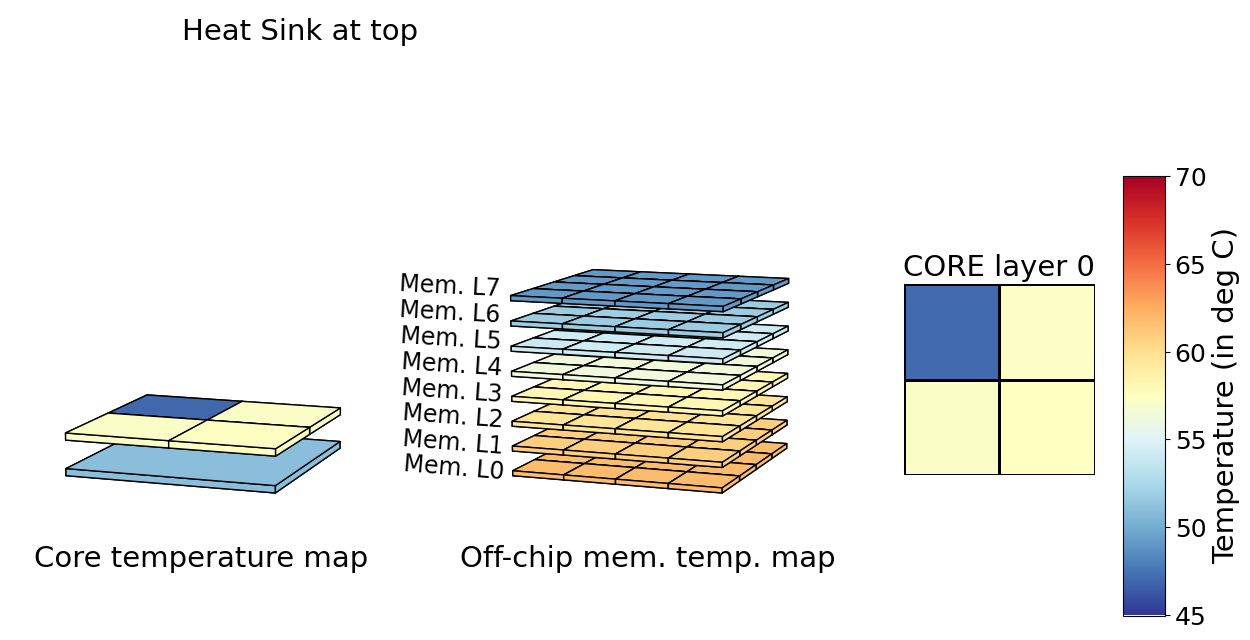 Heat Sink at top
Mem. L7
Mem. L6
Mem. L5
Mem. L4
Mem. L3
Mem. L2
Mem. L1
Mem. L0
Core temperature map
Off-chip mem. temp. map
CORE layer 0
70
65
60
55
50
45
Temperature (in deg C)